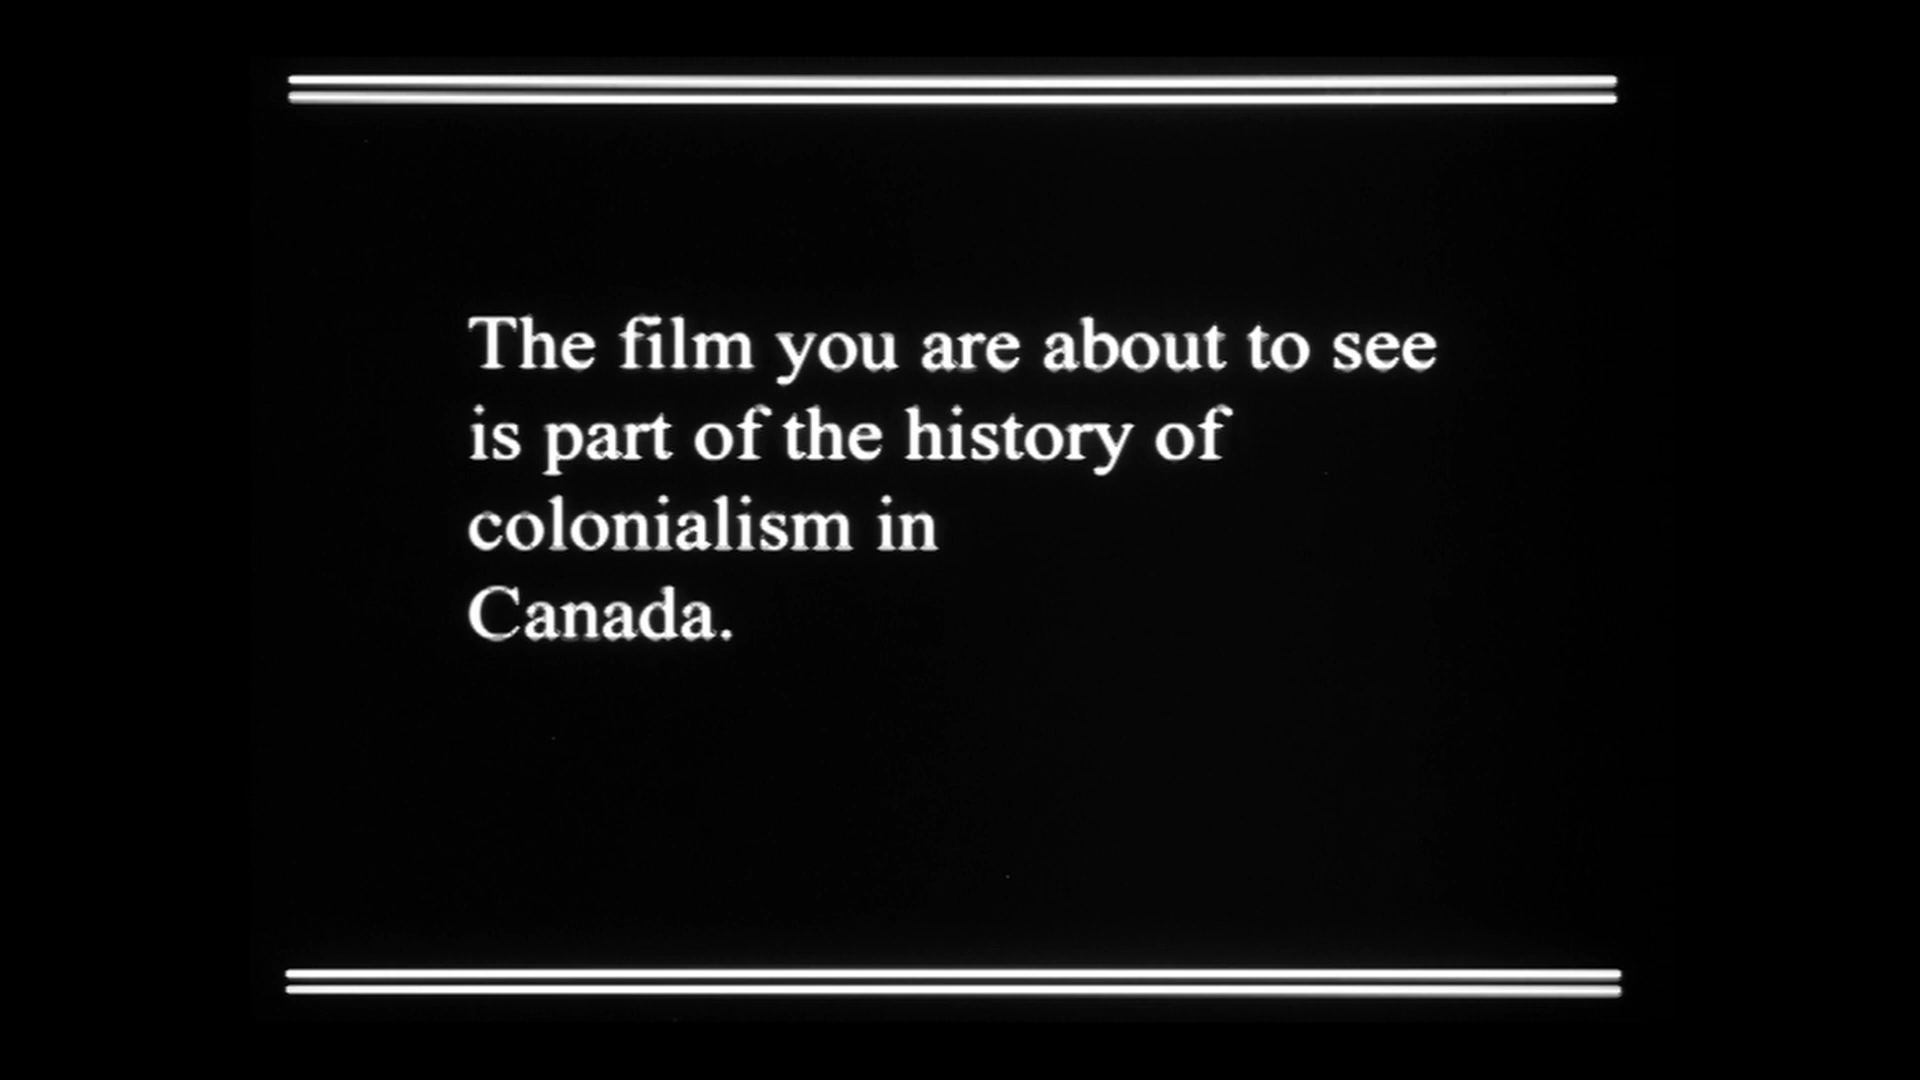 The film you are about to see
is part of the history of
colonialism in
Canada.